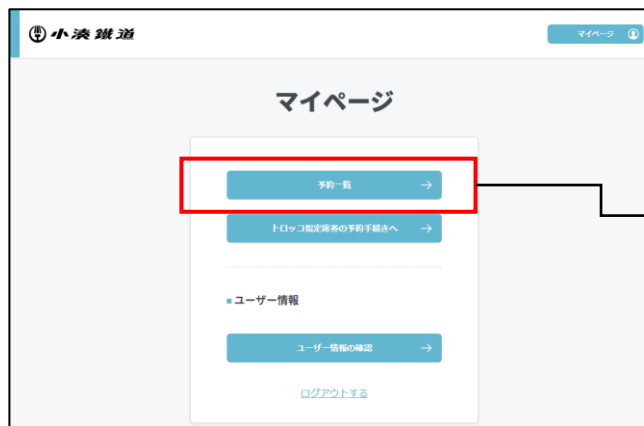 小湊鐵道
マイページ
マイページ
予約一覧
トロッコ指定席券の予約手続きへ
ユーザー情報
ユーザー情報の確認
ログアウトする